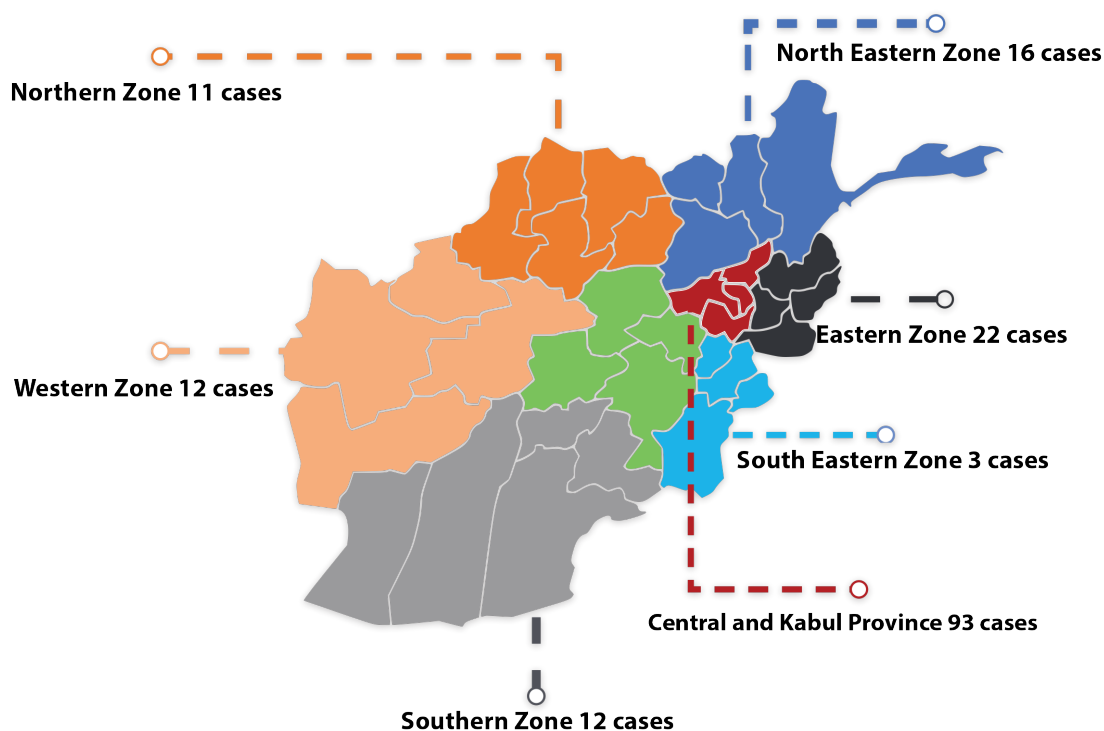 North Eastern Zone 16 cases
Northern Zone 11 cases
Eastern Zone 22 cases
Western Zone 12 cases
South Eastern Zone 3 cases
Central and Kabul Province 93 cases
Southern Zone 12 cases